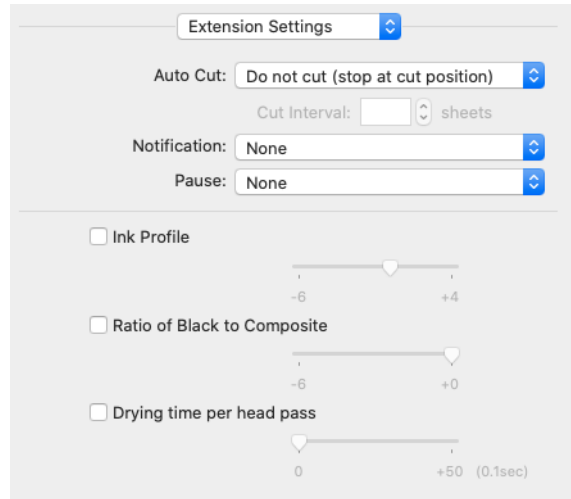 Extension Settings
Auto Cut: Do not cut (stop at cut position)
Cut Interval: sheets
Notification: None
Pause: None
Ink Profile
-6 +4
Ratio of Black to Composite
-6 +0
Drying time per head pass
0 +50 (0.1sec)